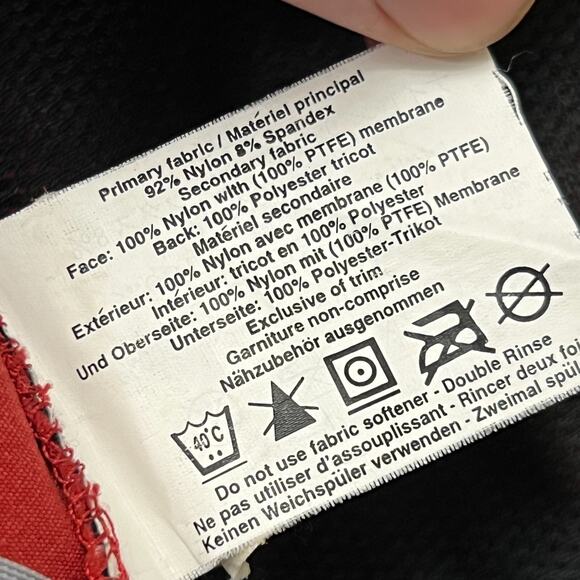 Primary fabric / Matériel principal
92% Nylon 8% Spandex
Secondary fabric
Face: 100% Nylon with (100% PTFE) membrane
Back: 100% Polyester tricot
Matériel secondaire
Extérieur: 100% Nylon avec membrane (100% PTFE)
Intérieur: tricot en 100% Polyester
Und Oberseite: 100% Nylon mit (100% PTFE) Membrane
Unterseite: 100% Polyester-Trikot
Exclusive of trim
Garniture non-comprise
Nähzubehör ausgenommen
40°C
Do not use fabric softener - Double Rinse
Ne pas utiliser d'assouplissant - Rincer deux foi
Keinen Weichspüler verwenden - Zweimal spül